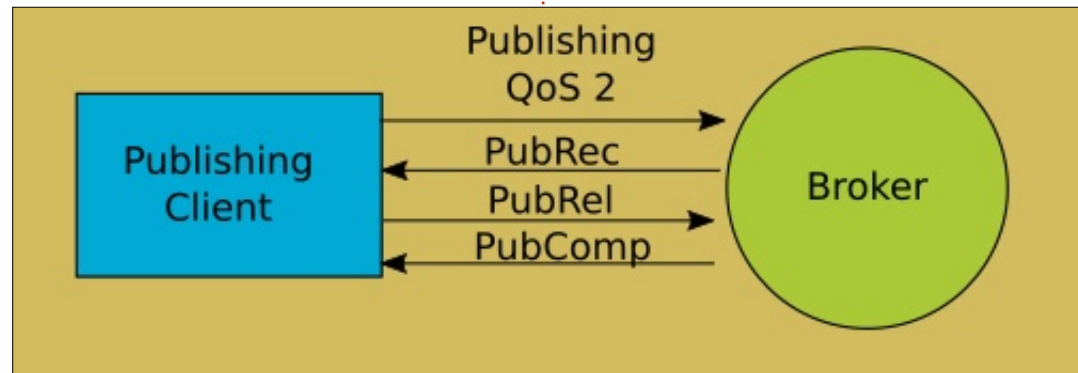 Publishing
QoS 2
Publishing
Client
PubRec
PubRel
PubComp
Broker